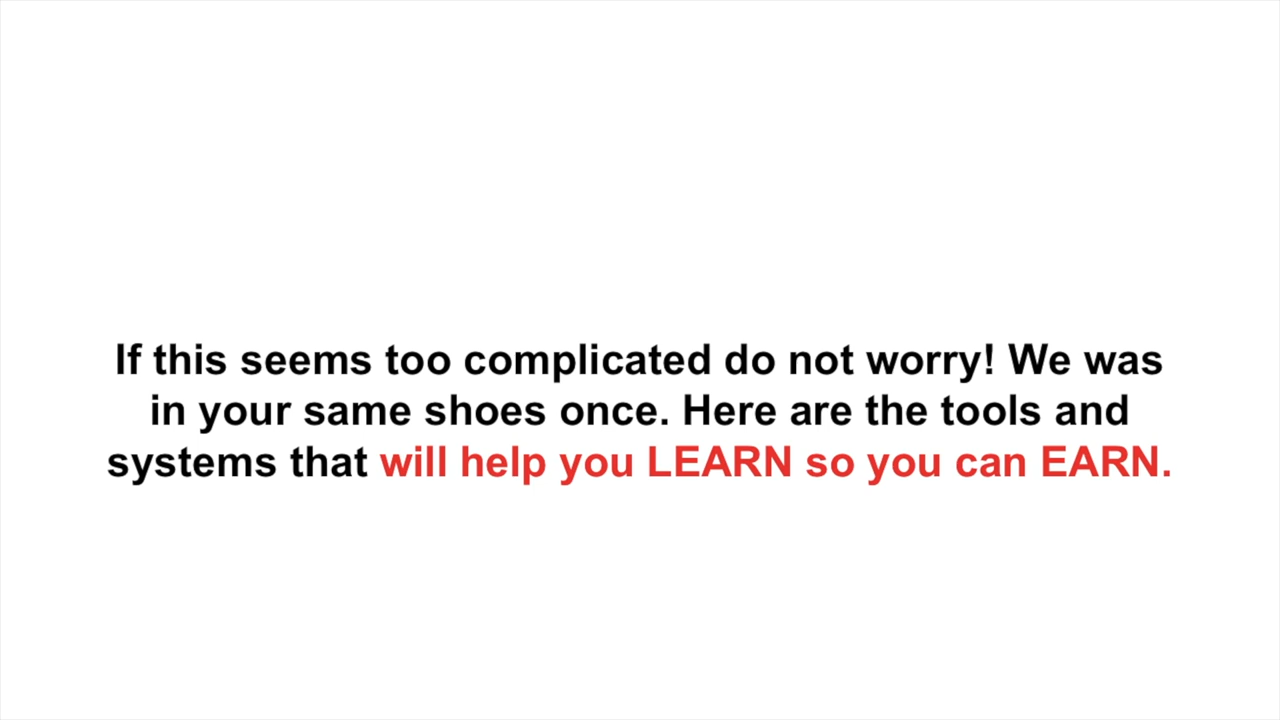 If this seems too complicated do not worry! We was
in your same shoes once. Here are the tools and
systems that will help you LEARN so you can EARN.